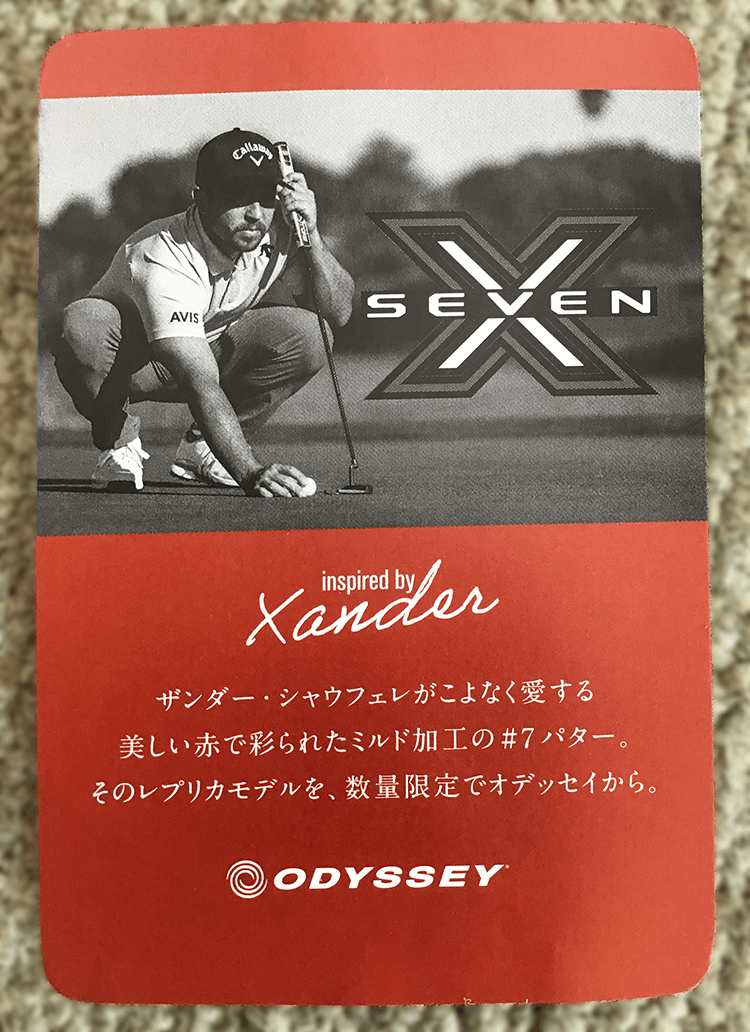 Callaway
AVIS
X
SEVEN
inspired by
Xander
ザンダー・シャウフェレがこよなく愛する
美しい赤で彩られたミルド加工の#7パター。
そのレプリカモデルを、数量限定でオデッセイから。
ODYSSEY